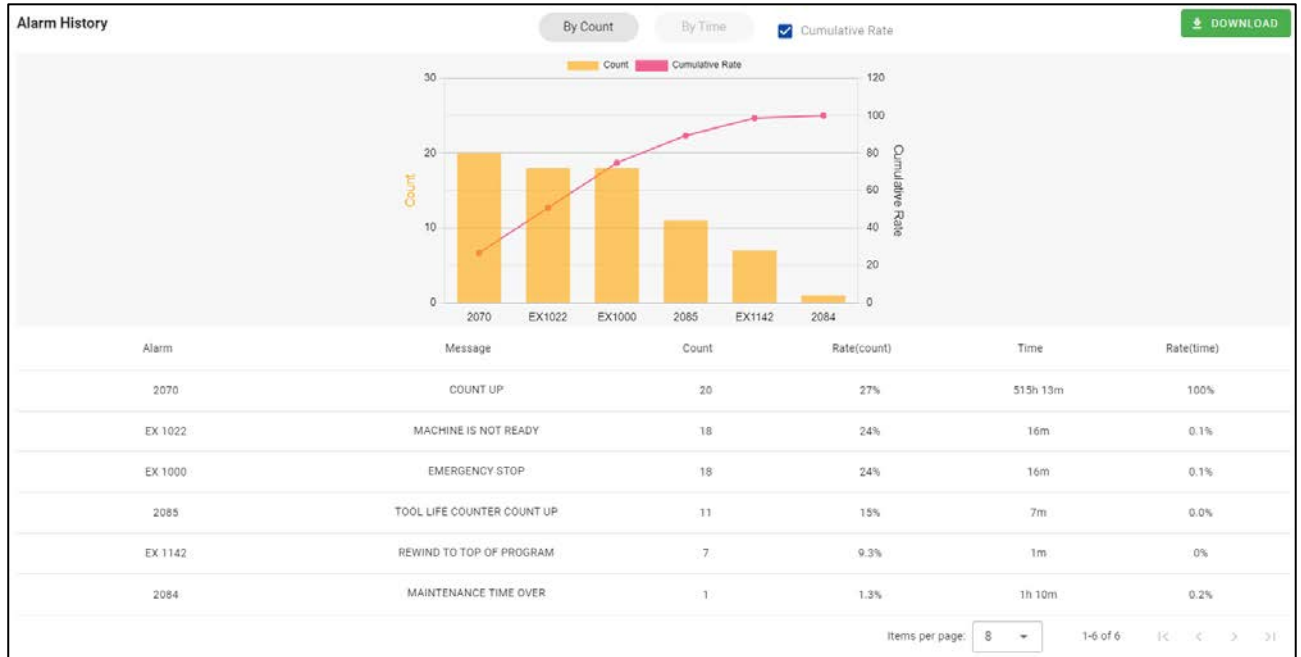 Alarm History
By Count By Time Cumulative Rate DOWNLOAD
Count Cumulative Rate
30 120
100
20 80
60
10 40
20
0 0
Count
Cumulative Rate
2070 EX1022 EX1000 2085 EX1142 2084
Alarm Message Count Rate(count) Time Rate(time)
2070 COUNT UP 20 27% 515h 13m 100%
EX 1022 MACHINE IS NOT READY 18 24% 16m 0.1%
EX 1000 EMERGENCY STOP 18 24% 16m 0.1%
2085 TOOL LIFE COUNTER COUNT UP 11 15% 7m 0.0%
EX 1142 REWIND TO TOP OF PROGRAM 7 9.3% 1m 0%
2084 MAINTENANCE TIME OVER 1 1.3% 1h 10m 0.2%
Items per page: 8 1-6 of 6